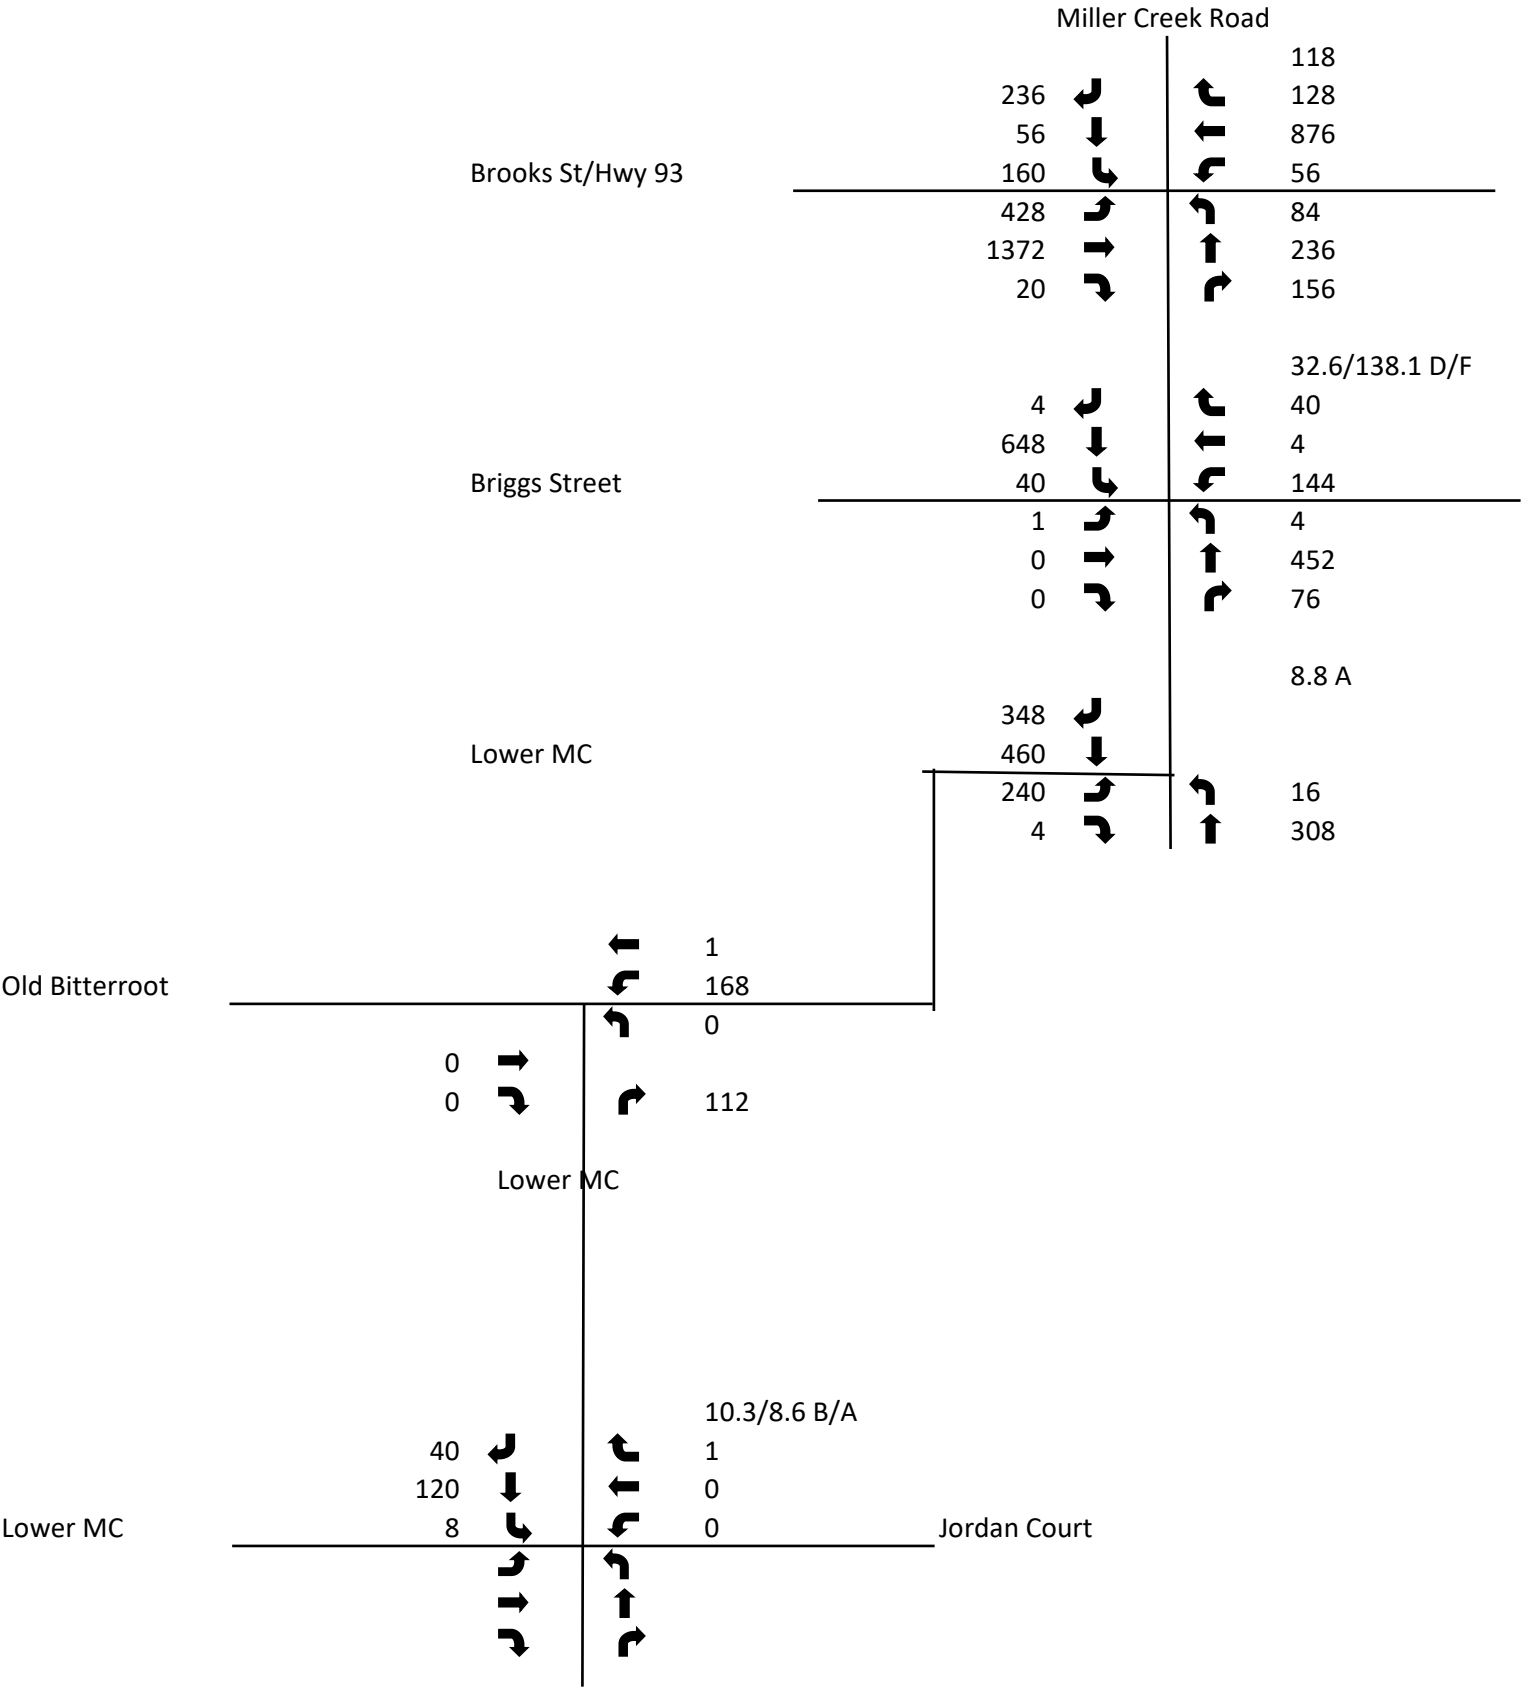 Miller Creek Road
118
236 128
56 876
Brooks St/Hwy 93 160 56
428 84
1372 236
20 156
32.6/138.1 D/F
4 40
648 4
Briggs Street 40 144
1 4
0 452
0 76
8.8 A
348
Lower MC 460
240 16
4 308
1
Old Bitterroot 168
0
0
0 112
Lower MC
10.3/8.6 B/A
40 1
120 0
Lower MC 8 0 Jordan Court